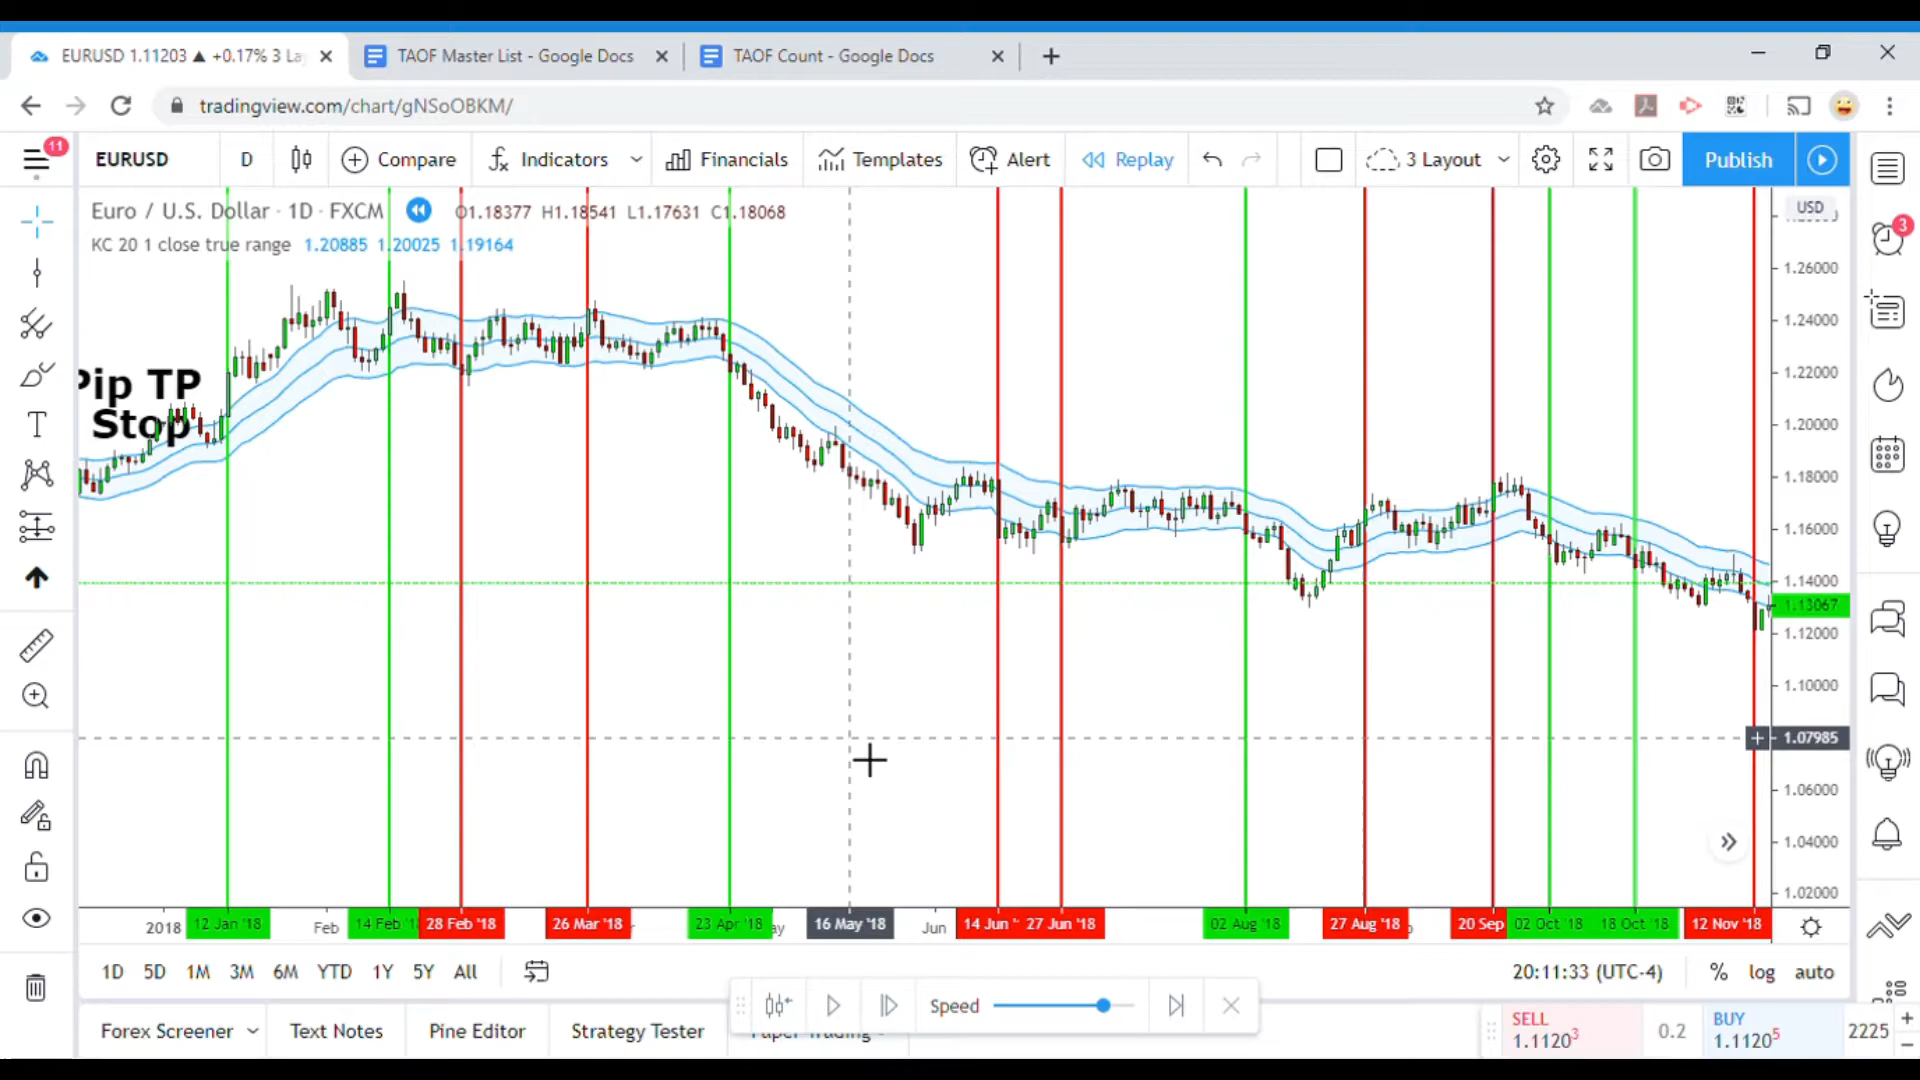 EURUSD 1.11203 ▲ +0.17% 3 La
TAOF Master List - Google Docs
TAOF Count - Google Docs
tradingview.com/chart/gNSoOBKM/
11
EURUSD D Compare Indicators Financials Templates Alert Replay 3 Layout Publish
Euro / U.S. Dollar · 1D · FXCM O1.18377 H1.18541 L1.17631 C1.18068
USD
KC 20 1 close true range 1.20885 1.20025 1.19164
3
1.26000
1.24000
1.22000
1.20000
1.18000
1.16000
1.14000
1.13067
1.12000
1.10000
1.07985
1.06000
1.04000
1.02000
Pip TP
Stop
2018 12 Jan '18 Feb 14 Feb '1 28 Feb '18 26 Mar '18 23 Apr '18 ay 16 May '18 Jun 14 Jun ' 27 Jun '18 02 Aug '18 27 Aug '18 20 Sep 02 Oct '18 18 Oct '18 12 Nov '18
1D 5D 1M 3M 6M YTD 1Y 5Y All
20:11:33 (UTC-4) % log auto
Speed
Forex Screener Text Notes Pine Editor Strategy Tester Paper Trading
SELL
1.11203
0.2
BUY
1.11205
2225